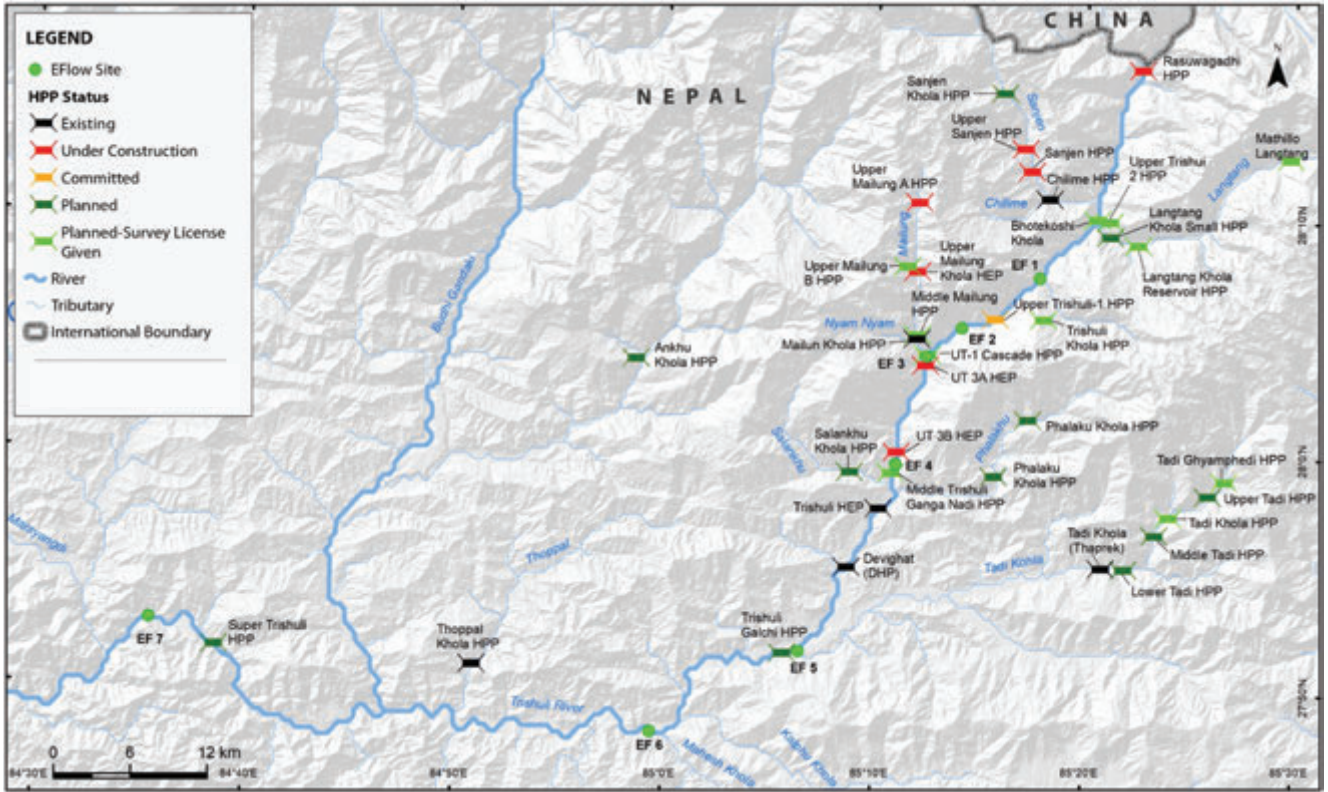 LEGEND
EFlow Site
HPP Status
Existing
Under Construction
Committed
Planned
Planned-Survey License
Given
River
Tributary
International Boundary
CHINA
NEPAL
N
Rasuwagadhi
HPP
Sanjen
Khola HPP
Sanjen
Upper
Sanjen HPP
Sanjen HPP
Mathillo
Langtang
Upper
Mailung A HPP
Chilime HPP
Chilime
Upper Trishui
2 HPP
Langtang
Bhotekoshi
Khola
Langtang
Khola Small HPP
Mailung
Upper Mailung
B HPP
Upper
Mailung
Khola HEP
EF 1
Langtang Khola
Reservoir HPP
Budhi Gandaki
Middle Mailung
HPP
Upper Trishuli-1 HPP
Nyam Nyam
Mailun Khola HPP
EF 2
Trishuli
Khola HPP
Ankhu
Khola HPP
EF 3
UT-1 Cascade HPP
UT 3A HEP
Phalakhu
Phalaku Khola HPP
Salankhu
Khola HPP
Salankhu
UT 3B HEP
EF 4
Middle Trishuli
Ganga Nadi HPP
Phalaku
Khola HPP
Tadi Ghyamphedi HPP
Upper Tadi HPP
Trishuli HEP
Tadi Khola HPP
Tadi Khola
(Thaprek)
Middle Tadi HPP
Thoppal
Devighat
(DHP)
Tadi Kohla
Lower Tadi HPP
EF 7
Super Trishuli
HPP
Thoppal
Khola HPP
Trishuli
Galchi HPP
EF 5
Trishuli River
EF 6
Mahesh Khola
0 6 12 km
84°30'E 84°40'E 84°50'E 85°0'E 85°10'E 85°20'E 85°30'E
28°10'N
28°0'N
27°50'N